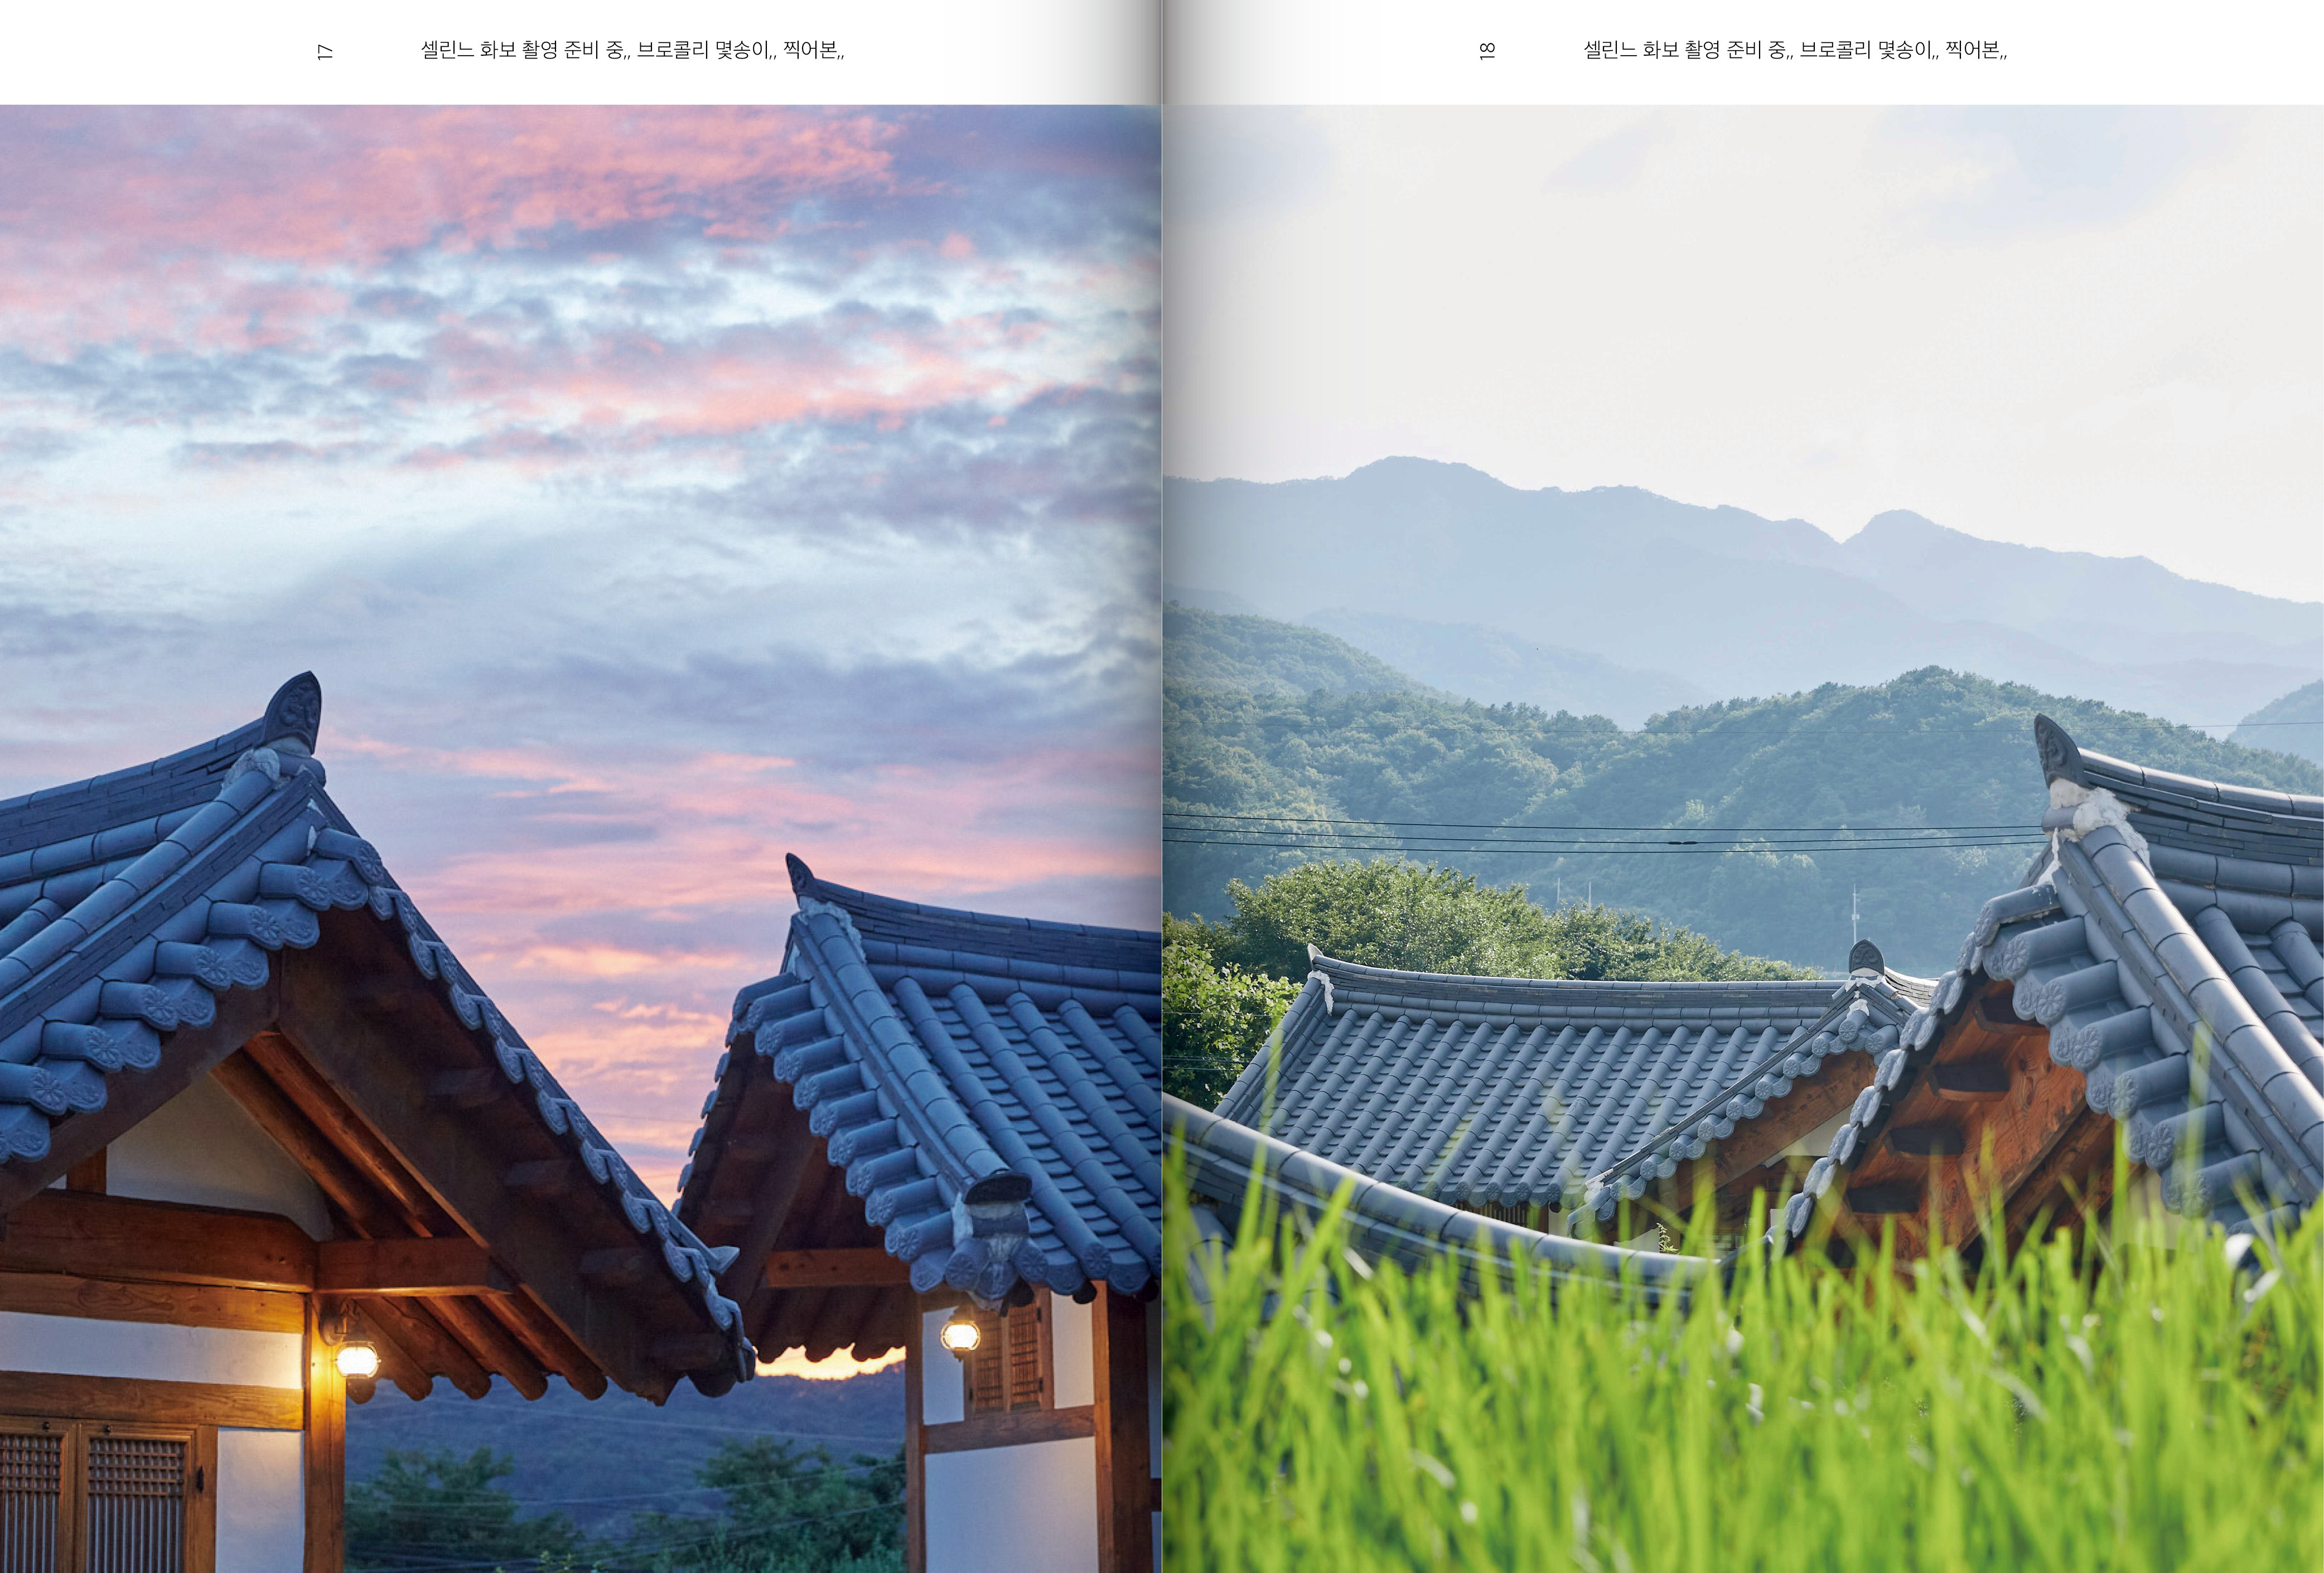 17
셀린느 화보 촬영 준비 중,, 브로콜리 몇송이,, 찍어본,,
18
셀린느 화보 촬영 준비 중,, 브로콜리 몇송이,, 찍어본,,